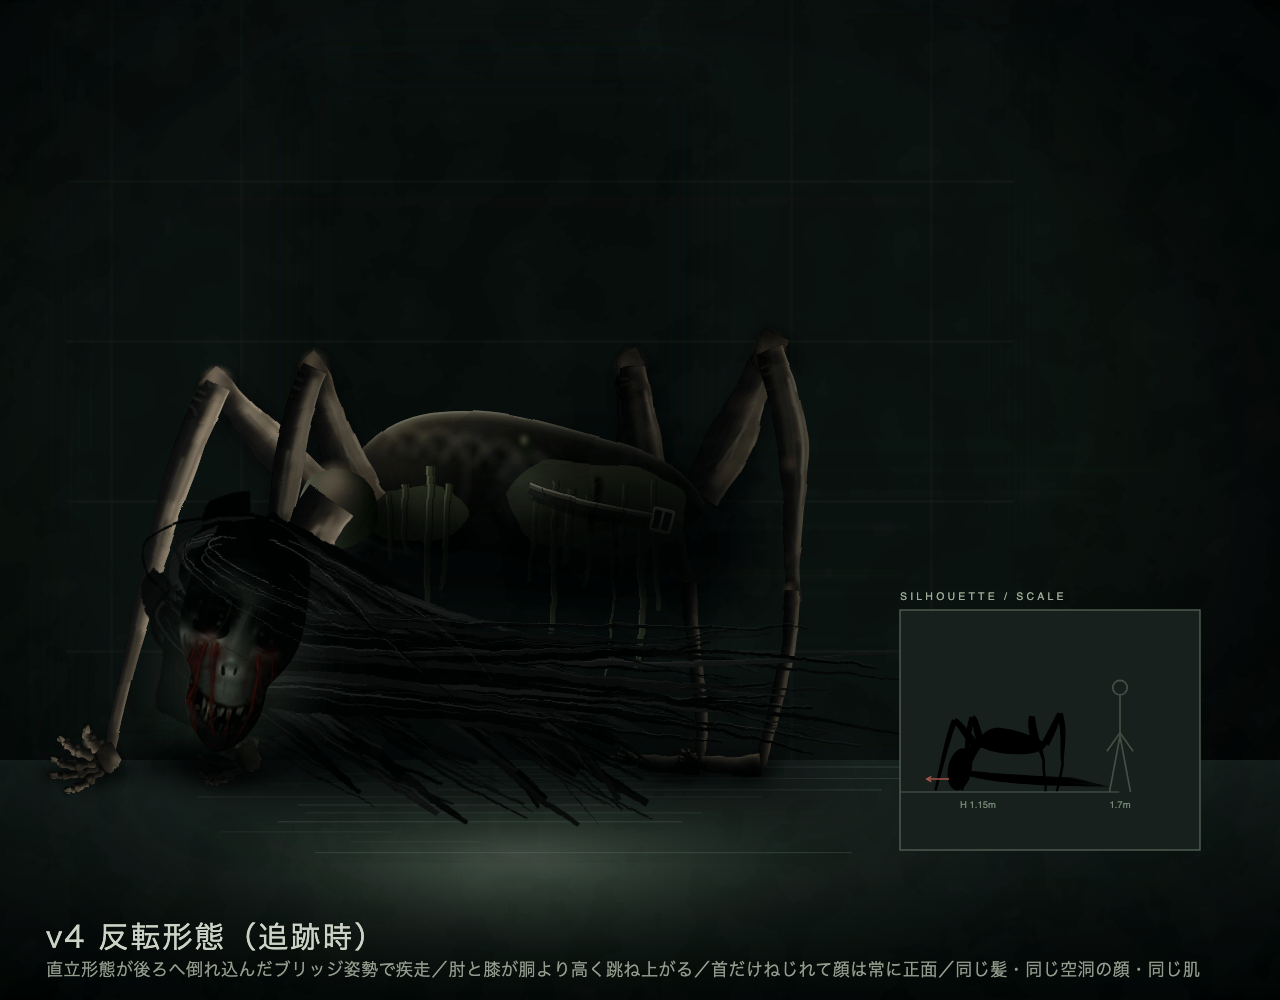 SILHOUETTE / SCALE
H 1.15m
1.7m
v4 反転形態（追跡時）
直立形態が後ろへ倒れ込んだブリッジ姿勢で疾走／肘と膝が胴より高く跳ね上がる／首だけねじれて顔は常に正面／同じ髪・同じ空洞の顔・同じ肌